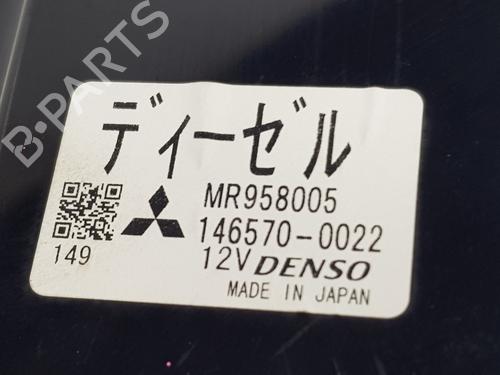 B-PARTS
ディーゼル
MR958005
146570-0022
149
12V DENSO
MADE IN JAPAN